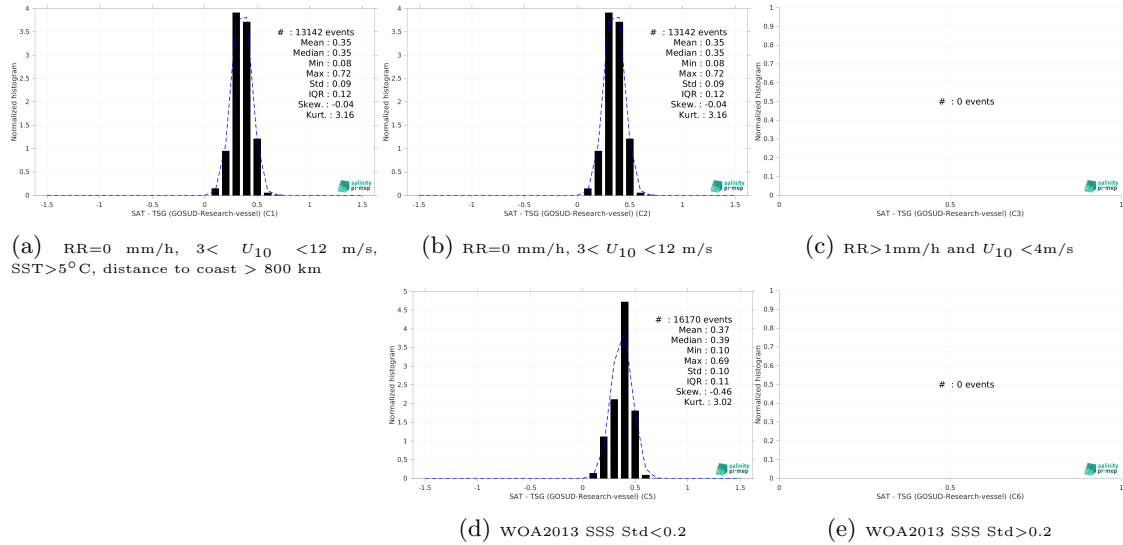 4
3.5
3
2.5
2
1.5
1
0.5
0
Normalized histogram
# : 13142 events
Mean : 0.35
Median : 0.35
Min : 0.08
Max : 0.72
Std : 0.09
IQR : 0.12
Skew. : -0.04
Kurt. : 3.16
salinity
pi-mep
-1.5 -1 -0.5 0 0.5 1 1.5
SAT - TSG (GOSUD-Research-vessel) (C1)
(a) RR=0 mm/h, 3< U10 <12 m/s,
SST>5°C, distance to coast > 800 km
4
3.5
3
2.5
2
1.5
1
0.5
0
Normalized histogram
# : 13142 events
Mean : 0.35
Median : 0.35
Min : 0.08
Max : 0.72
Std : 0.09
IQR : 0.12
Skew. : -0.04
Kurt. : 3.16
salinity
pi-mep
-1.5 -1 -0.5 0 0.5 1 1.5
SAT - TSG (GOSUD-Research-vessel) (C2)
(b) RR=0 mm/h, 3< U10 <12 m/s
1
0.9
0.8
0.7
0.6
0.5
0.4
0.3
0.2
0.1
0
Normalized histogram
# : 0 events
salinity
pi-mep
0 0.5 1
SAT - TSG (GOSUD-Research-vessel) (C3)
(c) RR>1mm/h and U10 <4m/s
5
4.5
4
3.5
3
2.5
2
1.5
1
0.5
0
Normalized histogram
# : 16170 events
Mean : 0.37
Median : 0.39
Min : 0.10
Max : 0.69
Std : 0.10
IQR : 0.11
Skew. : -0.46
Kurt. : 3.02
salinity
pi-mep
-1.5 -1 -0.5 0 0.5 1 1.5
SAT - TSG (GOSUD-Research-vessel) (C5)
(d) WOA2013 SSS Std<0.2
1
0.9
0.8
0.7
0.6
0.5
0.4
0.3
0.2
0.1
0
Normalized histogram
# : 0 events
salinity
pi-mep
0 0.5 1
SAT - TSG (GOSUD-Research-vessel) (C6)
(e) WOA2013 SSS Std>0.2